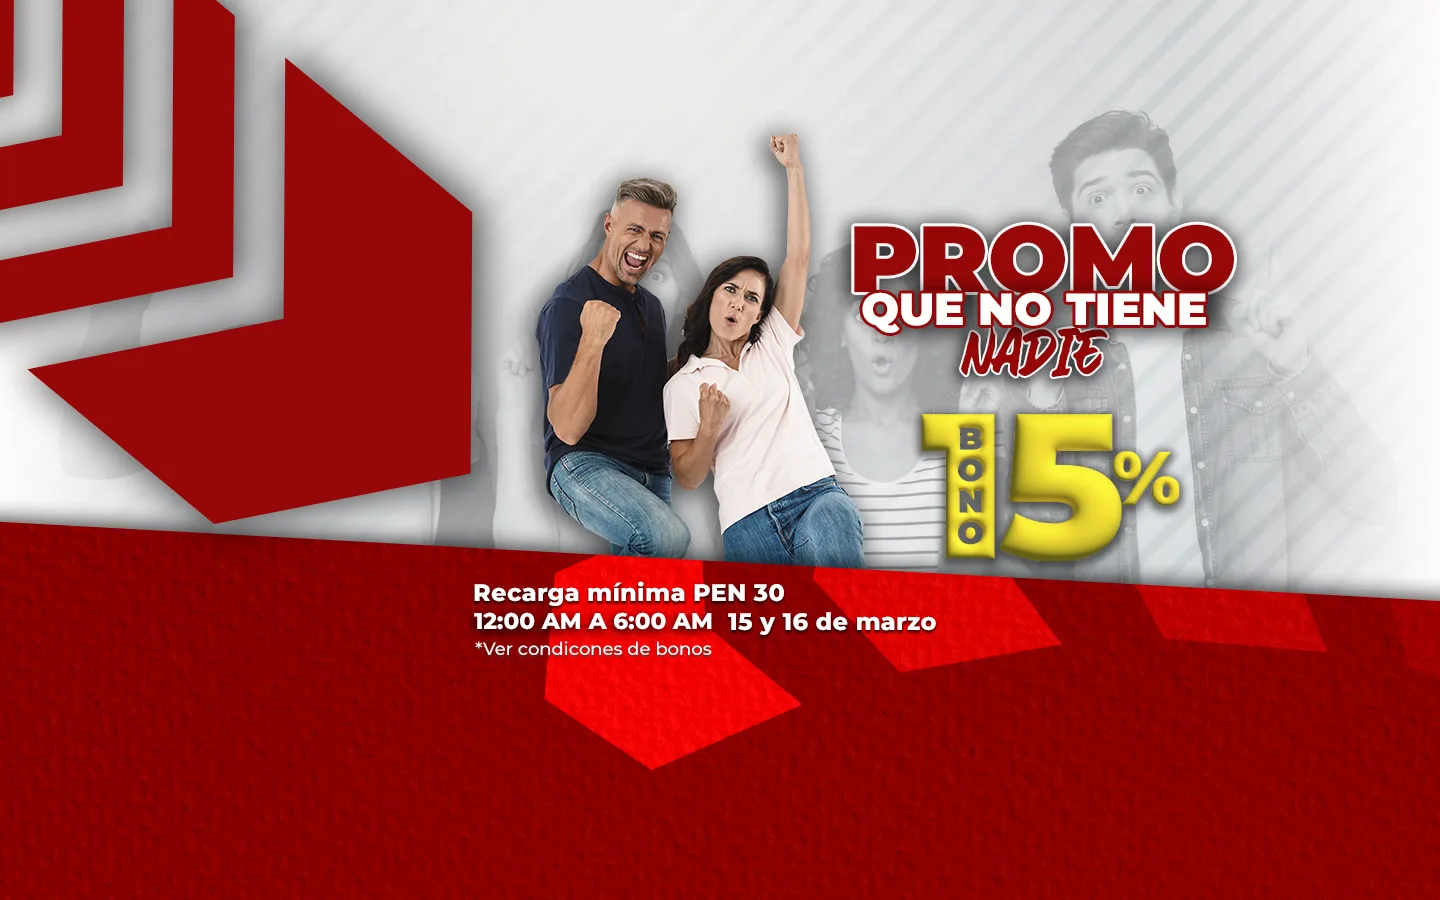 PROMO
QUE NO TIENE
NADIE
BONO
15%
Recarga mínima PEN 30
12:00 AM A 6:00 AM 15 y 16 de marzo
*Ver condicones de bonos